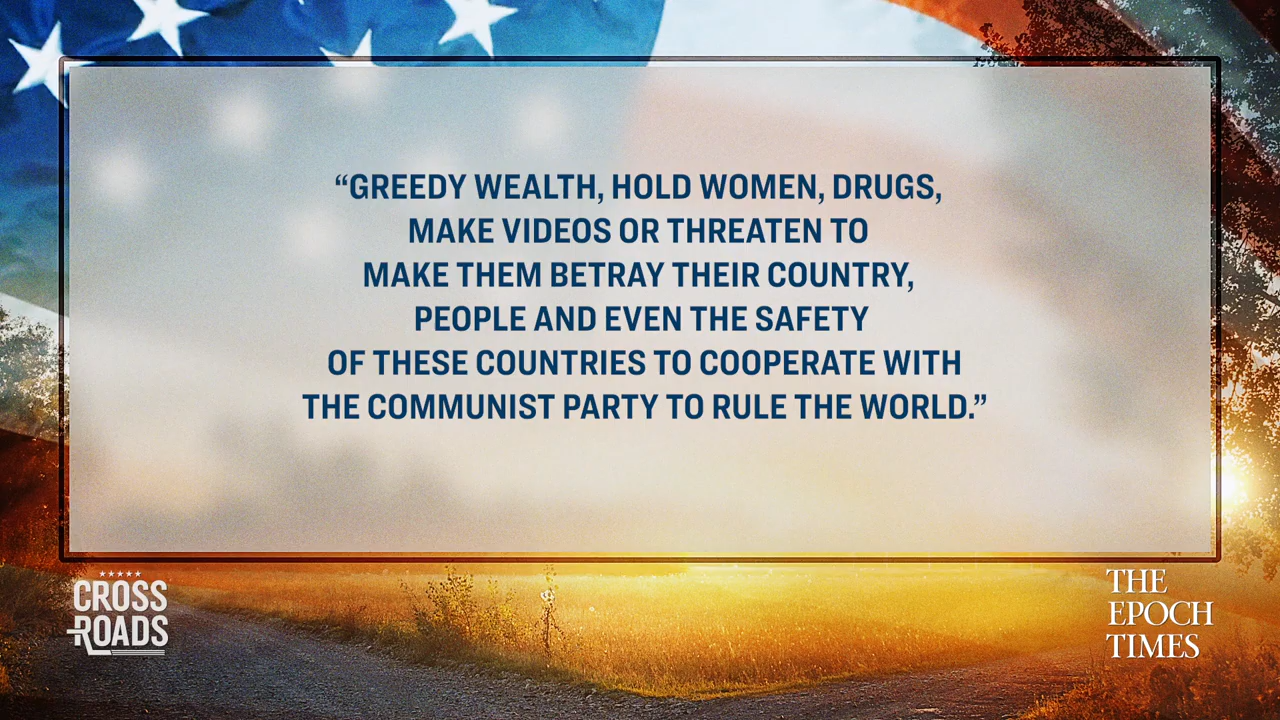 “GREEDY WEALTH, HOLD WOMEN, DRUGS,
MAKE VIDEOS OR THREATEN TO
MAKE THEM BETRAY THEIR COUNTRY,
PEOPLE AND EVEN THE SAFETY
OF THESE COUNTRIES TO COOPERATE WITH
THE COMMUNIST PARTY TO RULE THE WORLD.”
CROSS
ROADS
THE
EPOCH
TIMES